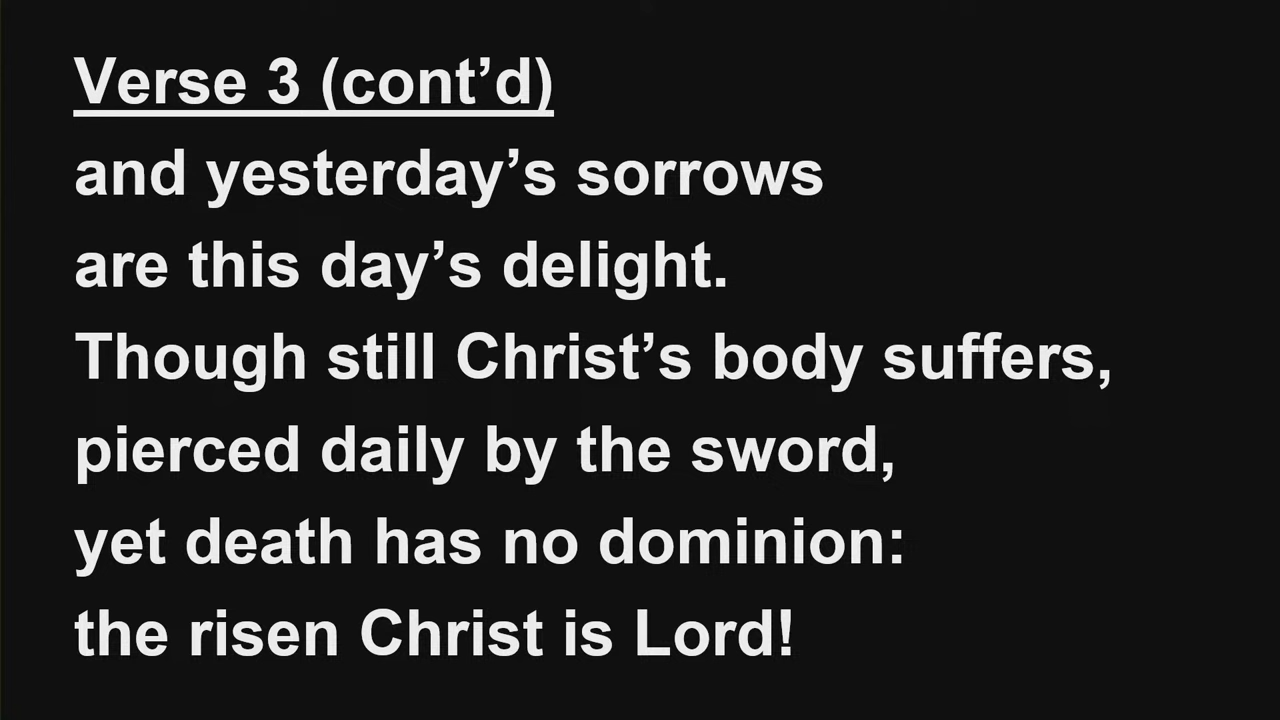 Verse 3 (cont’d)
and yesterday’s sorrows
are this day’s delight.
Though still Christ’s body suffers,
pierced daily by the sword,
yet death has no dominion:
the risen Christ is Lord!